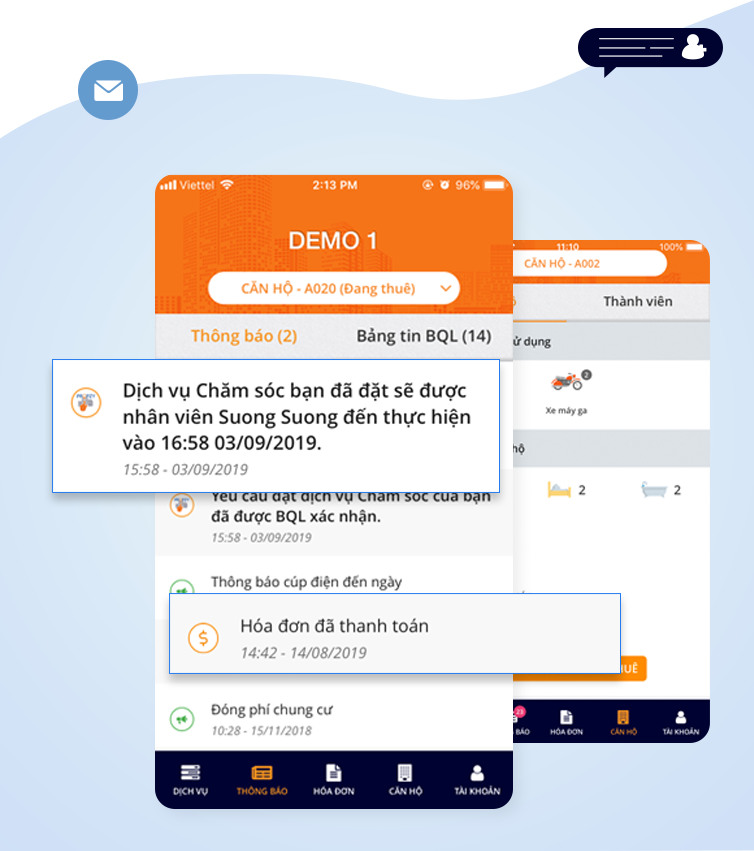 Viettel 2:13 PM 96%
DEMO 1
CĂN HỘ - A020 (Đang thuê)
Thông báo (2) Bảng tin BQL (14)
Dịch vụ Chăm sóc bạn đã đặt sẽ được
nhân viên Suong Suong đến thực hiện
vào 16:58 03/09/2019.
15:58 - 03/09/2019
Yêu cầu đặt dịch vụ Chăm sóc của bạn
đã được BQL xác nhận.
15:58 - 03/09/2019
Thông báo cúp điện đến ngày
Hóa đơn đã thanh toán
14:42 - 14/08/2019
Đóng phí chung cư
10:28 - 15/11/2018
DỊCH VỤ THÔNG BÁO HÓA ĐƠN CĂN HỘ TÀI KHOẢN
11:10 100%
CĂN HỘ - A002
Thành viên
ử dụng
2
Xe máy ga
hộ
2 2
UÊ
23
BÁO HÓA ĐƠN CĂN HỘ TÀI KHOẢN